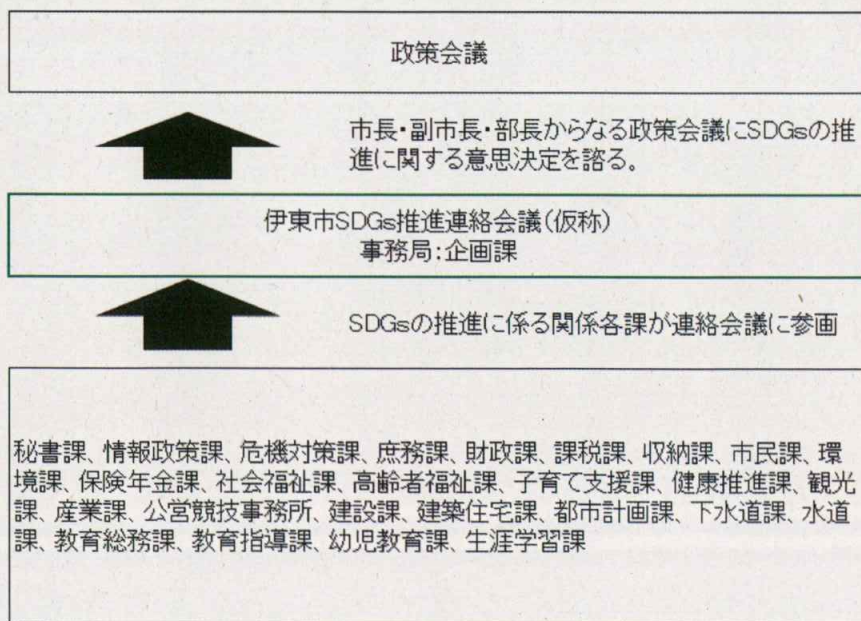 政策会議
市長・副市長・部長からなる政策会議にSDGsの推
進に関する意思決定を諮る。
伊東市SDGs推進連絡会議(仮称)
事務局:企画課
SDGsの推進に係る関係各課が連絡会議に参画
秘書課、情報政策課、危機対策課、庶務課、財政課、課税課、収納課、市民課、環
境課、保険年金課、社会福祉課、高齢者福祉課、子育て支援課、健康推進課、観光
課、産業課、公営競技事務所、建設課、建築住宅課、都市計画課、下水道課、水道
課、教育総務課、教育指導課、幼児教育課、生涯学習課